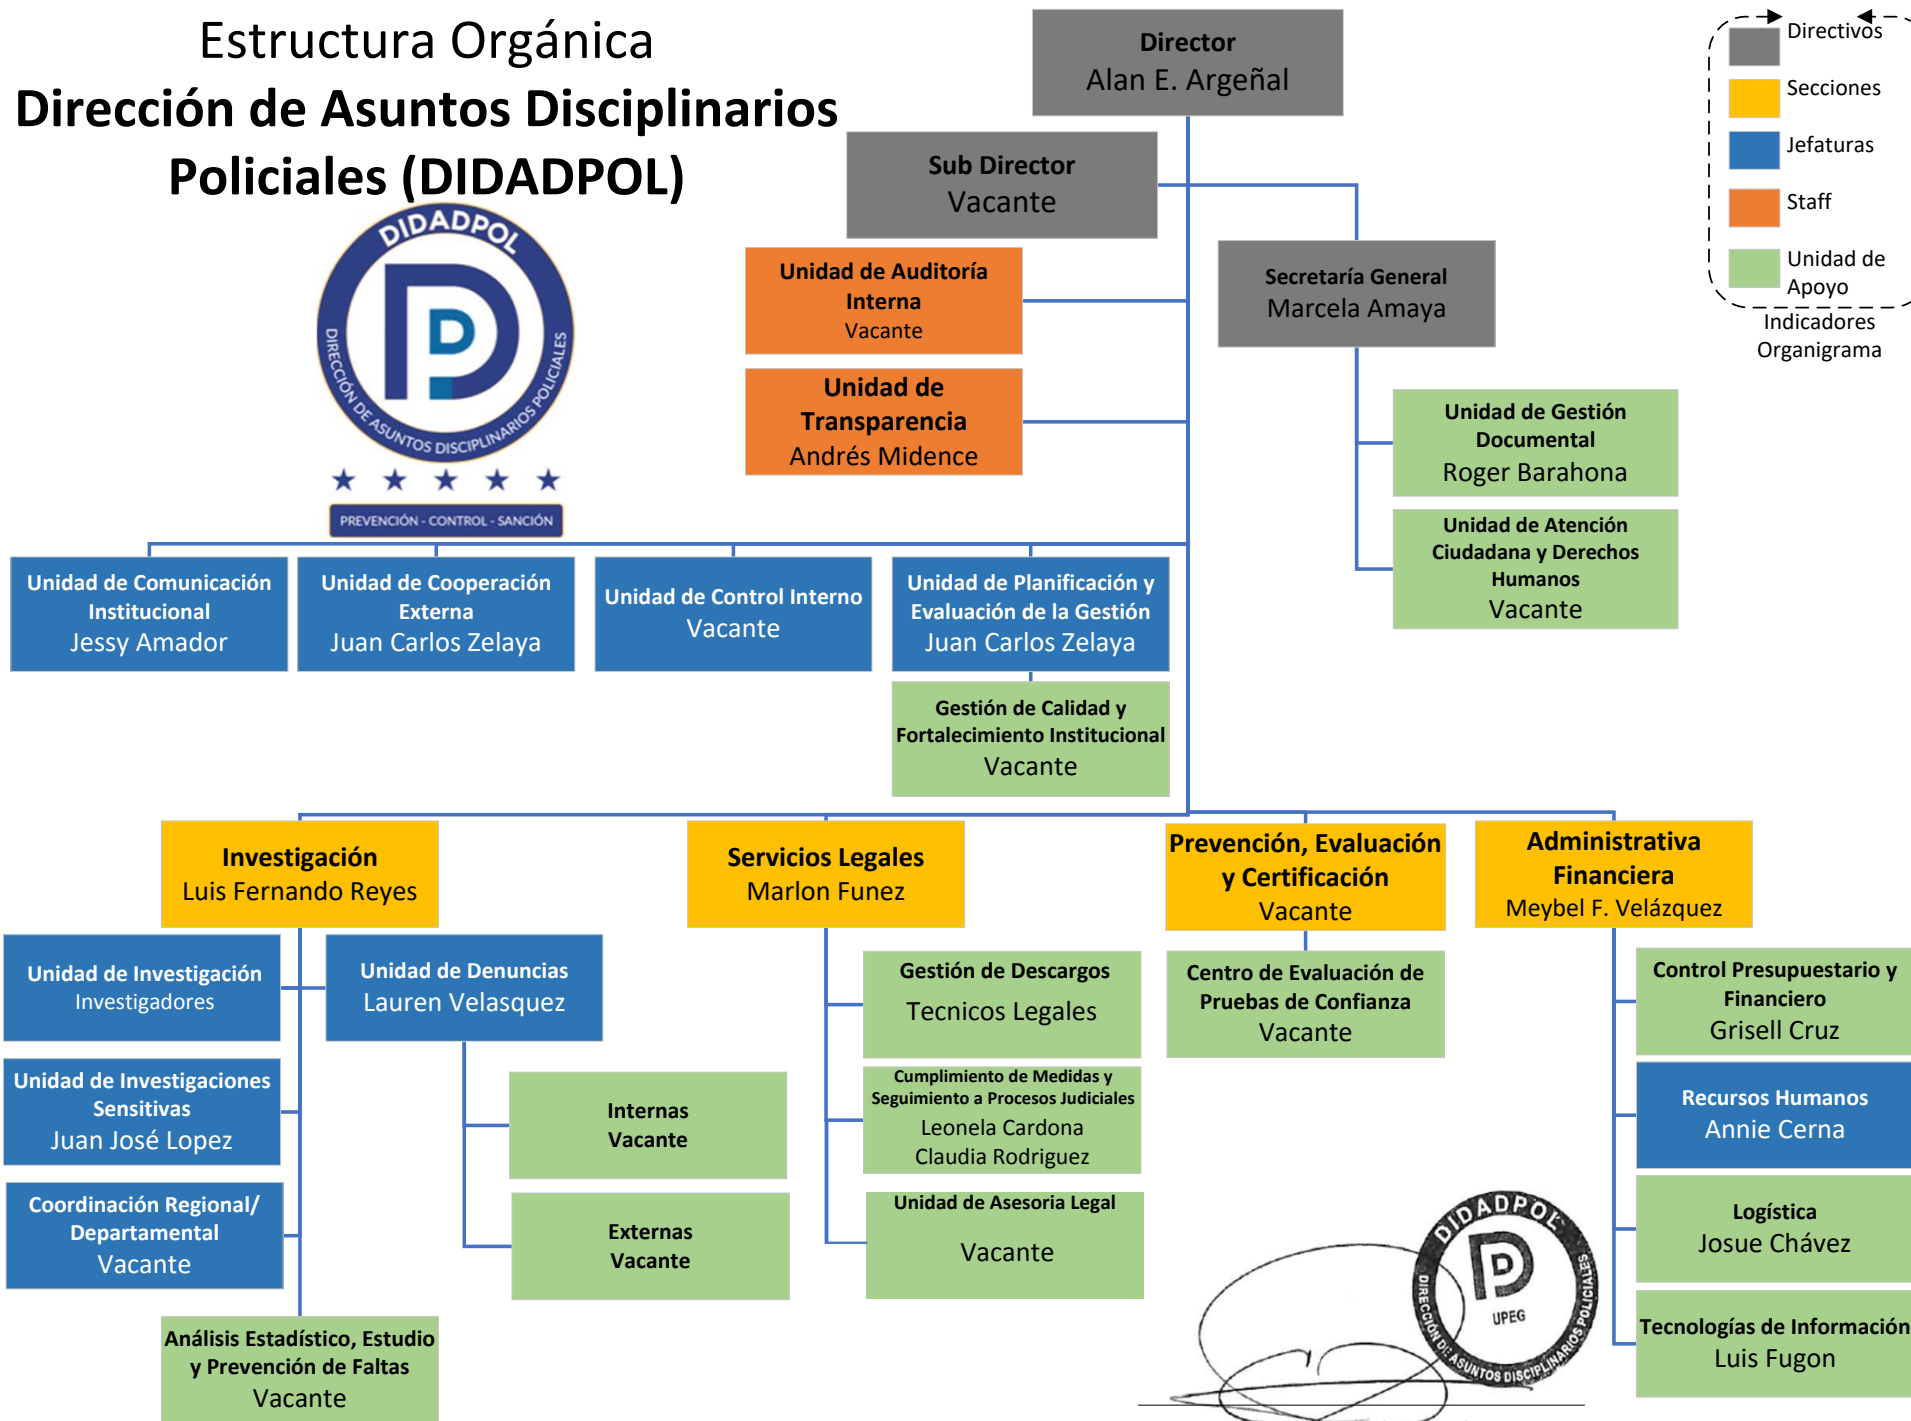 Estructura Orgánica
Dirección de Asuntos Disciplinarios
Policiales (DIDADPOL)
DIDADPOL
DIRECCIÓN DE ASUNTOS DISCIPLINARIOS POLICIALES
PREVENCIÓN - CONTROL - SANCIÓN
Director
Alan E. Argeñal
Sub Director
Vacante
Secretaría General
Marcela Amaya
Unidad de Auditoría
Interna
Vacante
Unidad de
Transparencia
Andrés Midence
Unidad de Gestión
Documental
Roger Barahona
Unidad de Atención
Ciudadana y Derechos
Humanos
Vacante
Directivos
Secciones
Jefaturas
Staff
Unidad de
Apoyo
Indicadores
Organigrama
Unidad de Comunicación
Institucional
Jessy Amador
Unidad de Cooperación
Externa
Juan Carlos Zelaya
Unidad de Control Interno
Vacante
Unidad de Planificación y
Evaluación de la Gestión
Juan Carlos Zelaya
Gestión de Calidad y
Fortalecimiento Institucional
Vacante
Investigación
Luis Fernando Reyes
Servicios Legales
Marlon Funez
Prevención, Evaluación
y Certificación
Vacante
Administrativa
Financiera
Meybel F. Velázquez
Unidad de Investigación
Investigadores
Unidad de Denuncias
Lauren Velasquez
Unidad de Investigaciones
Sensitivas
Juan José Lopez
Coordinación Regional/
Departamental
Vacante
Internas
Vacante
Externas
Vacante
Análisis Estadístico, Estudio
y Prevención de Faltas
Vacante
Gestión de Descargos
Tecnicos Legales
Cumplimiento de Medidas y
Seguimiento a Procesos Judiciales
Leonela Cardona
Claudia Rodriguez
Unidad de Asesoria Legal
Vacante
Centro de Evaluación de
Pruebas de Confianza
Vacante
Control Presupuestario y
Financiero
Grisell Cruz
Recursos Humanos
Annie Cerna
Logística
Josue Chávez
Tecnologías de Información
Luis Fugon
DIDADPOL
UPEG
DIRECCIÓN DE ASUNTOS DISCIPLINARIOS POLICIALES